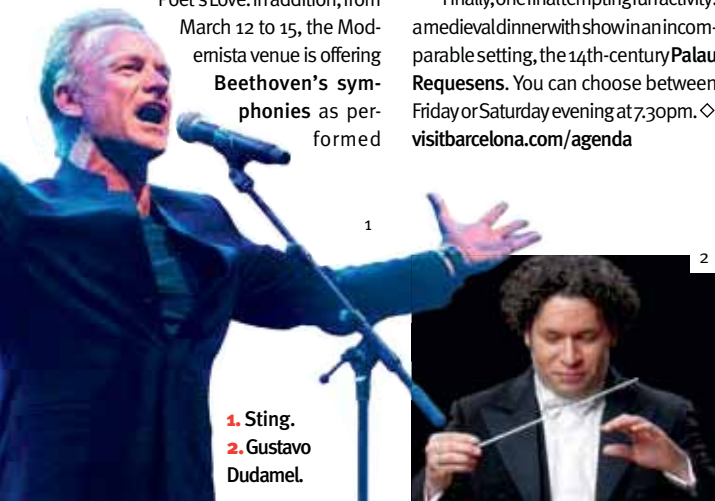 Poet's Love. In addition, from
March 12 to 15, the Mod-
ernista venue is offering
Beethoven's sym-
phonies as per-
formed
Finally, one final tempting fun activity:
a medieval dinner with show in an incom-
parable setting, the 14th-century Palau
Requesens. You can choose between
Friday or Saturday evening at 7.30pm. ◇
visitbarcelona.com/agenda
1
2
1. Sting.
2. Gustavo
Dudamel.